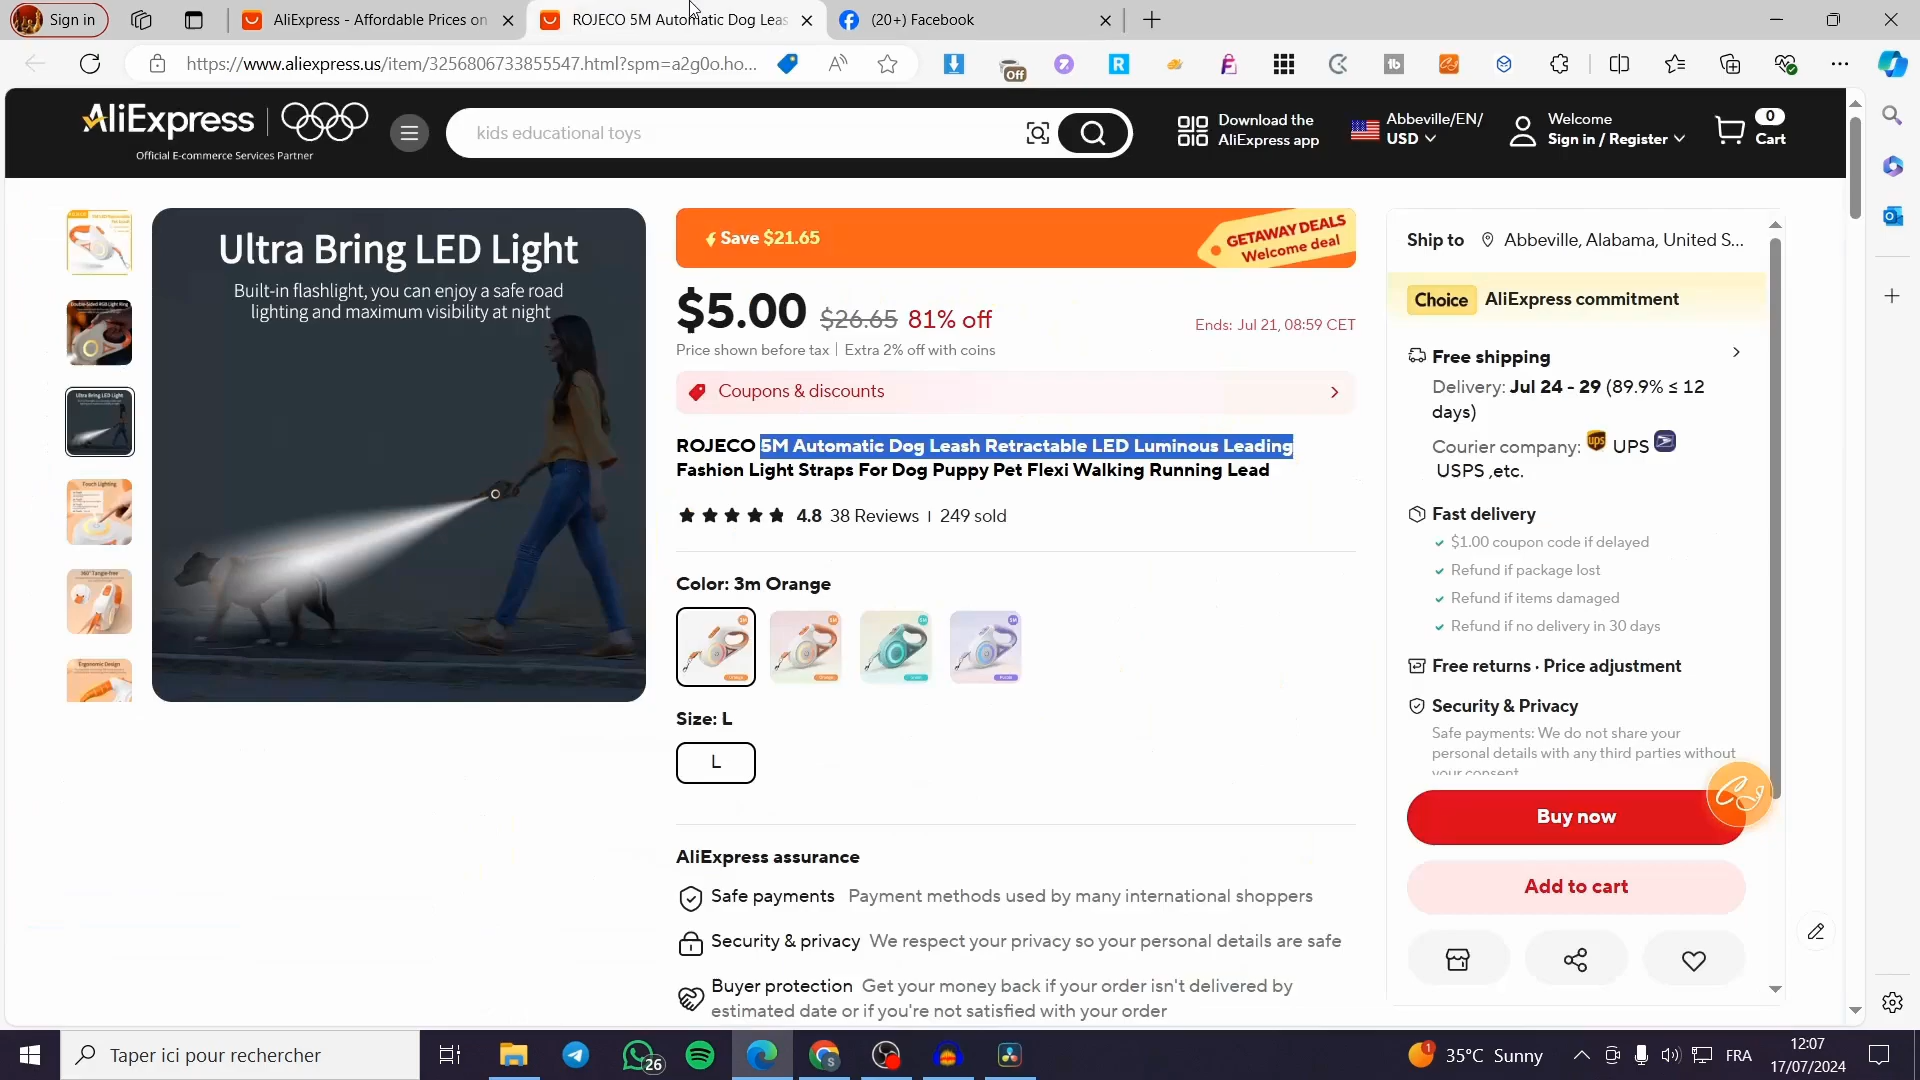 Sign in
AliExpress - Affordable Prices on
ROJECO 5M Automatic Dog Leas
(20+) Facebook
https://www.aliexpress.us/item/3256806733855547.html?spm=a2g0o.ho...
Off
AliExpress
Official E-commerce Services Partner
kids educational toys
Download the
AliExpress app
Abbeville/EN/
USD
Welcome
Sign in / Register
0
Cart
Ultra Bring LED Light
Built-in flashlight, you can enjoy a safe road
lighting and maximum visibility at night
Save $21.65
GETAWAY DEALS
Welcome deal
$5.00 $26.65 81% off
Ends: Jul 21, 08:59 CET
Price shown before tax | Extra 2% off with coins
Coupons & discounts
ROJECO 5M Automatic Dog Leash Retractable LED Luminous Leading
Fashion Light Straps For Dog Puppy Pet Flexi Walking Running Lead
4.8 38 Reviews | 249 sold
Color: 3m Orange
Size: L
L
AliExpress assurance
Safe payments Payment methods used by many international shoppers
Security & privacy We respect your privacy so your personal details are safe
Buyer protection Get your money back if your order isn't delivered by
estimated date or if you're not satisfied with your order
Ship to Abbeville, Alabama, United S...
Choice AliExpress commitment
Free shipping
Delivery: Jul 24 - 29 (89.9% ≤ 12
days)
Courier company: UPS
USPS ,etc.
Fast delivery
$1.00 coupon code if delayed
Refund if package lost
Refund if items damaged
Refund if no delivery in 30 days
Free returns · Price adjustment
Security & Privacy
Safe payments: We do not share your
personal details with any third parties without
your consent
Buy now
Add to cart
Taper ici pour rechercher
26
35°C Sunny
FRA
12:07
17/07/2024